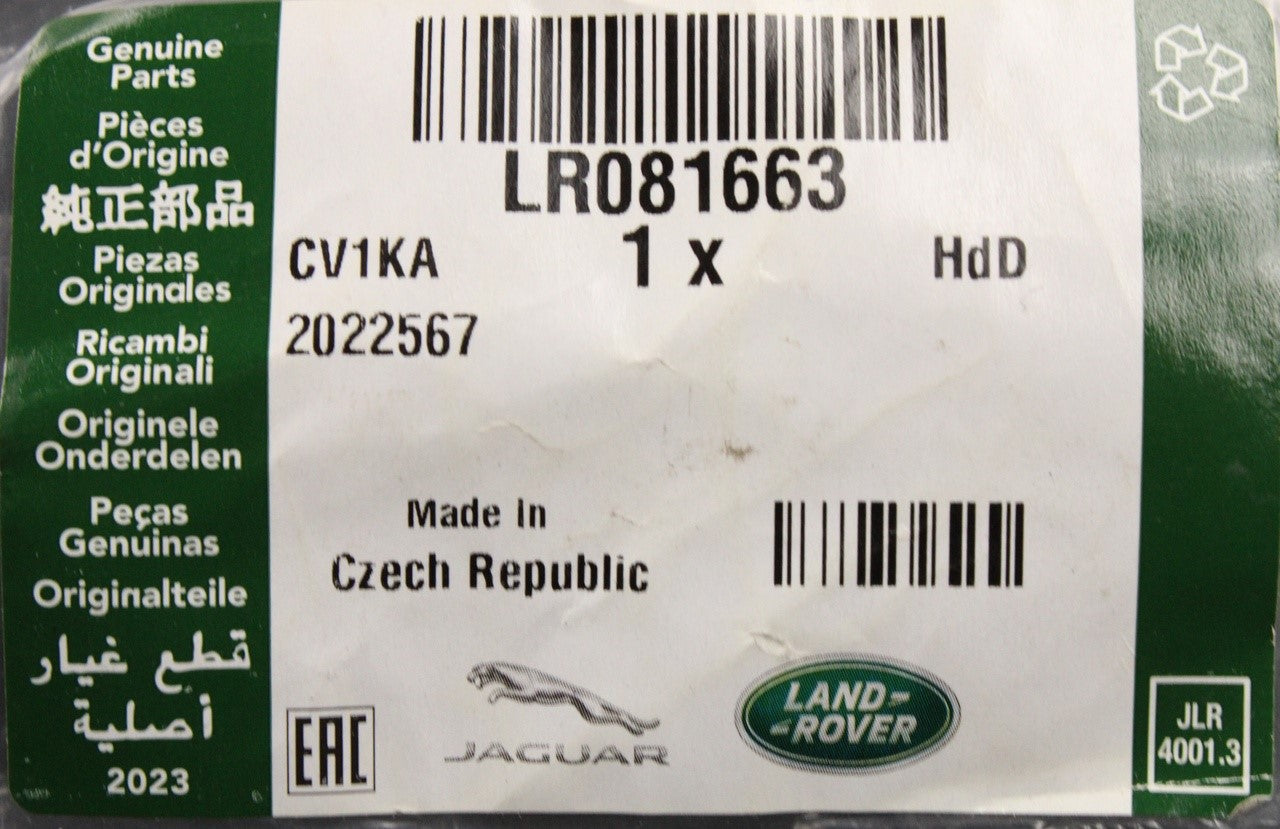 Genuine
Parts
Pièces
d'Origine
純正部品
Piezas
Originales
Ricambi
Originali
Originele
Onderdelen
Peças
Genuinas
Originalteile
قطع غيار
أصلية
2023
LR081663
CV1KA
1 x
HdD
2022567
Made In
Czech Republic
EAC
JAGUAR
LAND-
-ROVER
JLR
4001.3